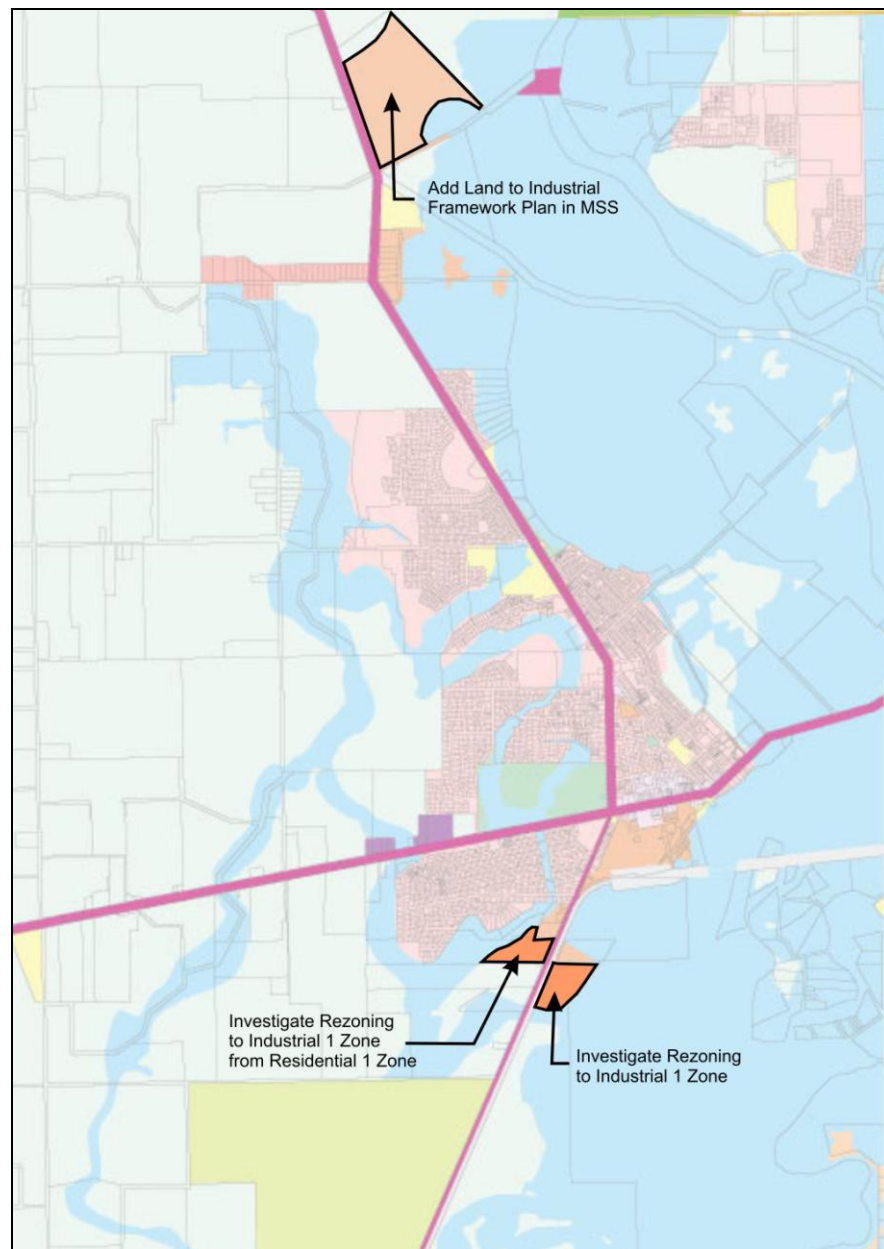 Add Land to Industrial
Framework Plan in MSS
Investigate Rezoning
to Industrial 1 Zone
from Residential 1 Zone
Investigate Rezoning
to Industrial 1 Zone